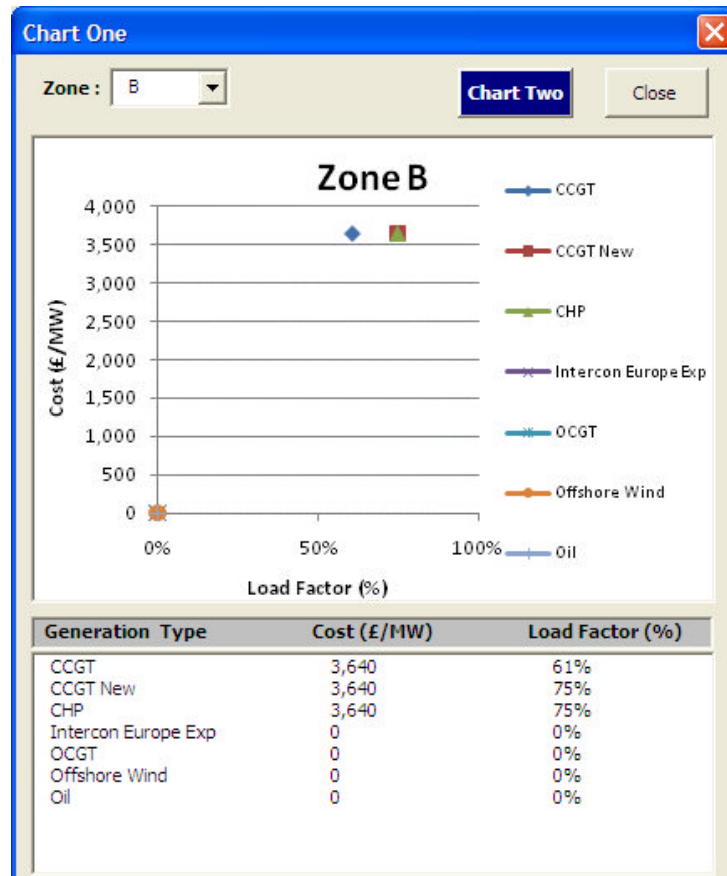 Chart One
Zone : B
Chart Two
Close
Zone B
4,000
3,500
3,000
2,500
2,000
1,500
1,000
500
0
Cost (£/MW)
0% 50% 100%
Load Factor (%)
CCGT
CCGT New
CHP
Intercon Europe Exp
OCGT
Offshore Wind
Oil
Generation Type Cost (£/MW) Load Factor (%)
CCGT 3,640 61%
CCGT New 3,640 75%
CHP 3,640 75%
Intercon Europe Exp 0 0%
OCGT 0 0%
Offshore Wind 0 0%
Oil 0 0%